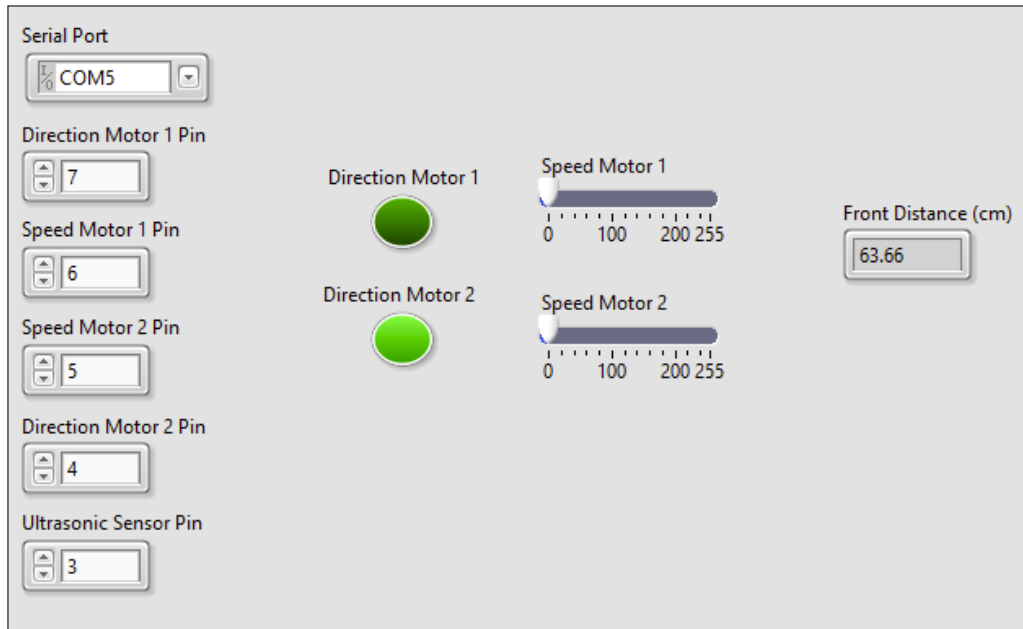 Serial Port
I/O COM5
Direction Motor 1 Pin
7
Speed Motor 1 Pin
6
Speed Motor 2 Pin
5
Direction Motor 2 Pin
4
Ultrasonic Sensor Pin
3
Direction Motor 1
Direction Motor 2
Speed Motor 1
0 100 200 255
Speed Motor 2
0 100 200 255
Front Distance (cm)
63.66